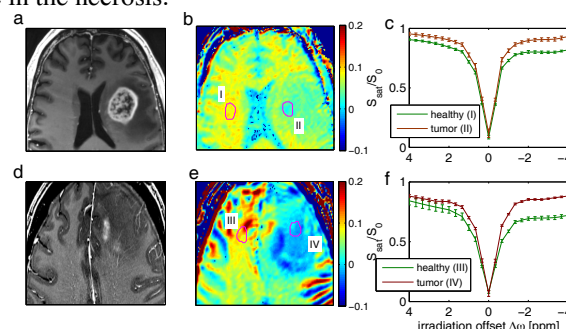 e in the necrosis.
a
b
c
0.2
0.1
0
−0.1
I
II
1
0.5
0
S_sat/S_0
healthy (I)
tumor (II)
4 2 0 −2 −4
d
e
f
0.2
0.1
0
−0.1
III
IV
1
0.5
0
S_sat/S_0
healthy (III)
tumor (IV)
4 2 0 −2 −4
irradiation offset Δω [ppm]